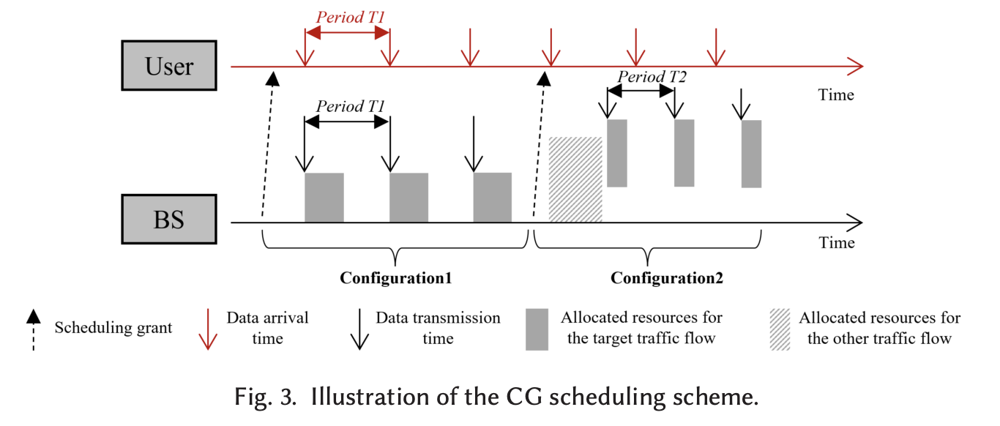 Period T1
User
Period T2
Time
Period T1
BS
Time
Configuration1
Configuration2
Scheduling grant
Data arrival
time
Data transmission
time
Allocated resources for
the target traffic flow
Allocated resources for
the other traffic flow
Fig. 3. Illustration of the CG scheduling scheme.